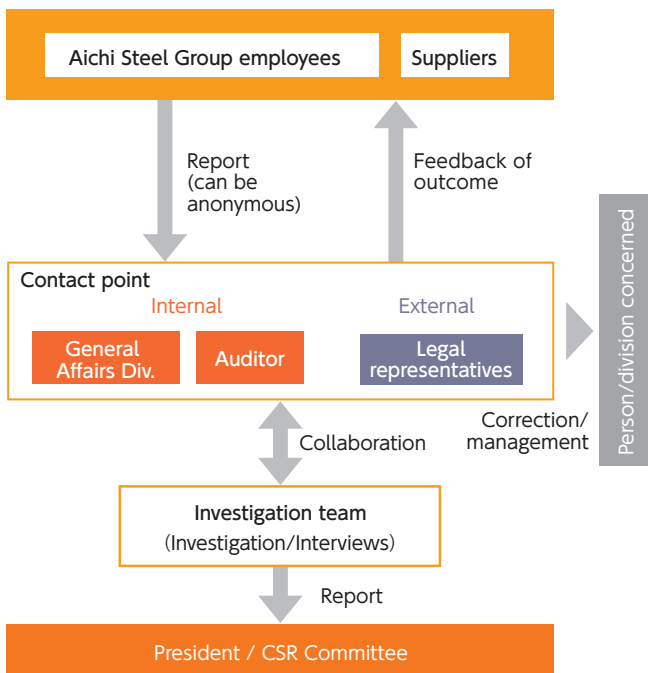 Aichi Steel Group employees
Suppliers
Report
(can be
anonymous)
Feedback of
outcome
Contact point
Internal
External
General
Affairs Div.
Auditor
Legal
representatives
Person/division concerned
Correction/
management
Collaboration
Investigation team
(Investigation/Interviews)
Report
President / CSR Committee